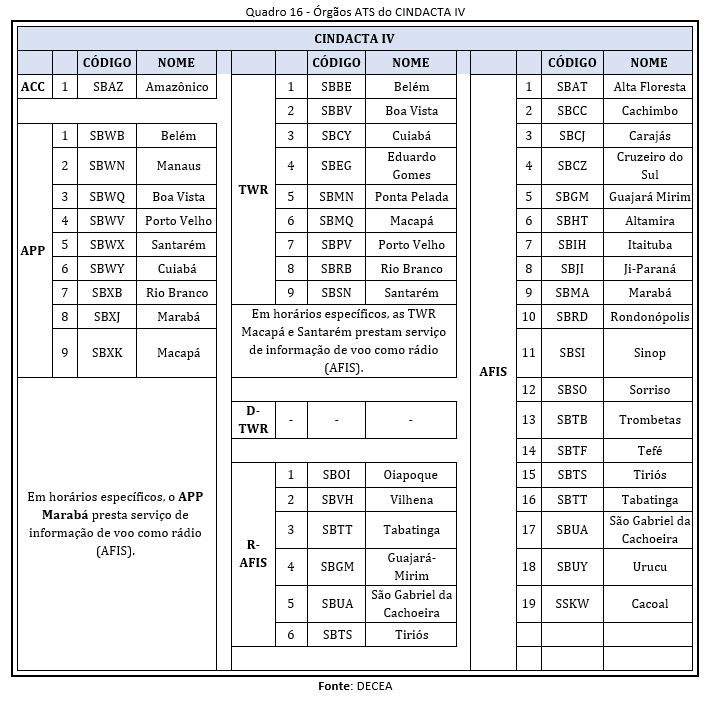 Quadro 16 - Órgãos ATS do CINDACTA IV
CINDACTA IV
CÓDIGO NOME
ACC 1 SBAZ Amazônico
APP
1 SBWB Belém
2 SBWN Manaus
3 SBWQ Boa Vista
4 SBWV Porto Velho
5 SBWX Santarém
6 SBWY Cuiabá
7 SBXB Rio Branco
8 SBXJ Marabá
9 SBXK Macapá
Em horários específicos, o APP
Marabá presta serviço de
informação de voo como rádio
(AFIS).
CÓDIGO NOME
TWR
1 SBBE Belém
2 SBBV Boa Vista
3 SBCY Cuiabá
4 SBEG Eduardo
Gomes
5 SBMN Ponta Pelada
6 SBMQ Macapá
7 SBPV Porto Velho
8 SBRB Rio Branco
9 SBSN Santarém
Em horários específicos, as TWR
Macapá e Santarém prestam serviço
de informação de voo como rádio
(AFIS).
D-
TWR
- - -
R-
AFIS
1 SBOI Oiapoque
2 SBVH Vilhena
3 SBTT Tabatinga
4 SBGM Guajará-
Mirim
5 SBUA São Gabriel da
Cachoeira
6 SBTS Tiriós
CÓDIGO NOME
AFIS
1 SBAT Alta Floresta
2 SBCC Cachimbo
3 SBCJ Carajás
4 SBCZ Cruzeiro do
Sul
5 SBGM Guajará Mirim
6 SBHT Altamira
7 SBIH Itaituba
8 SBJI Ji-Paraná
9 SBMA Marabá
10 SBRD Rondonópolis
11 SBSI Sinop
12 SBSO Sorriso
13 SBTB Trombetas
14 SBTF Tefé
15 SBTS Tiriós
16 SBTT Tabatinga
17 SBUA São Gabriel da
Cachoeira
18 SBUY Urucu
19 SSKW Cacoal
Fonte: DECEA